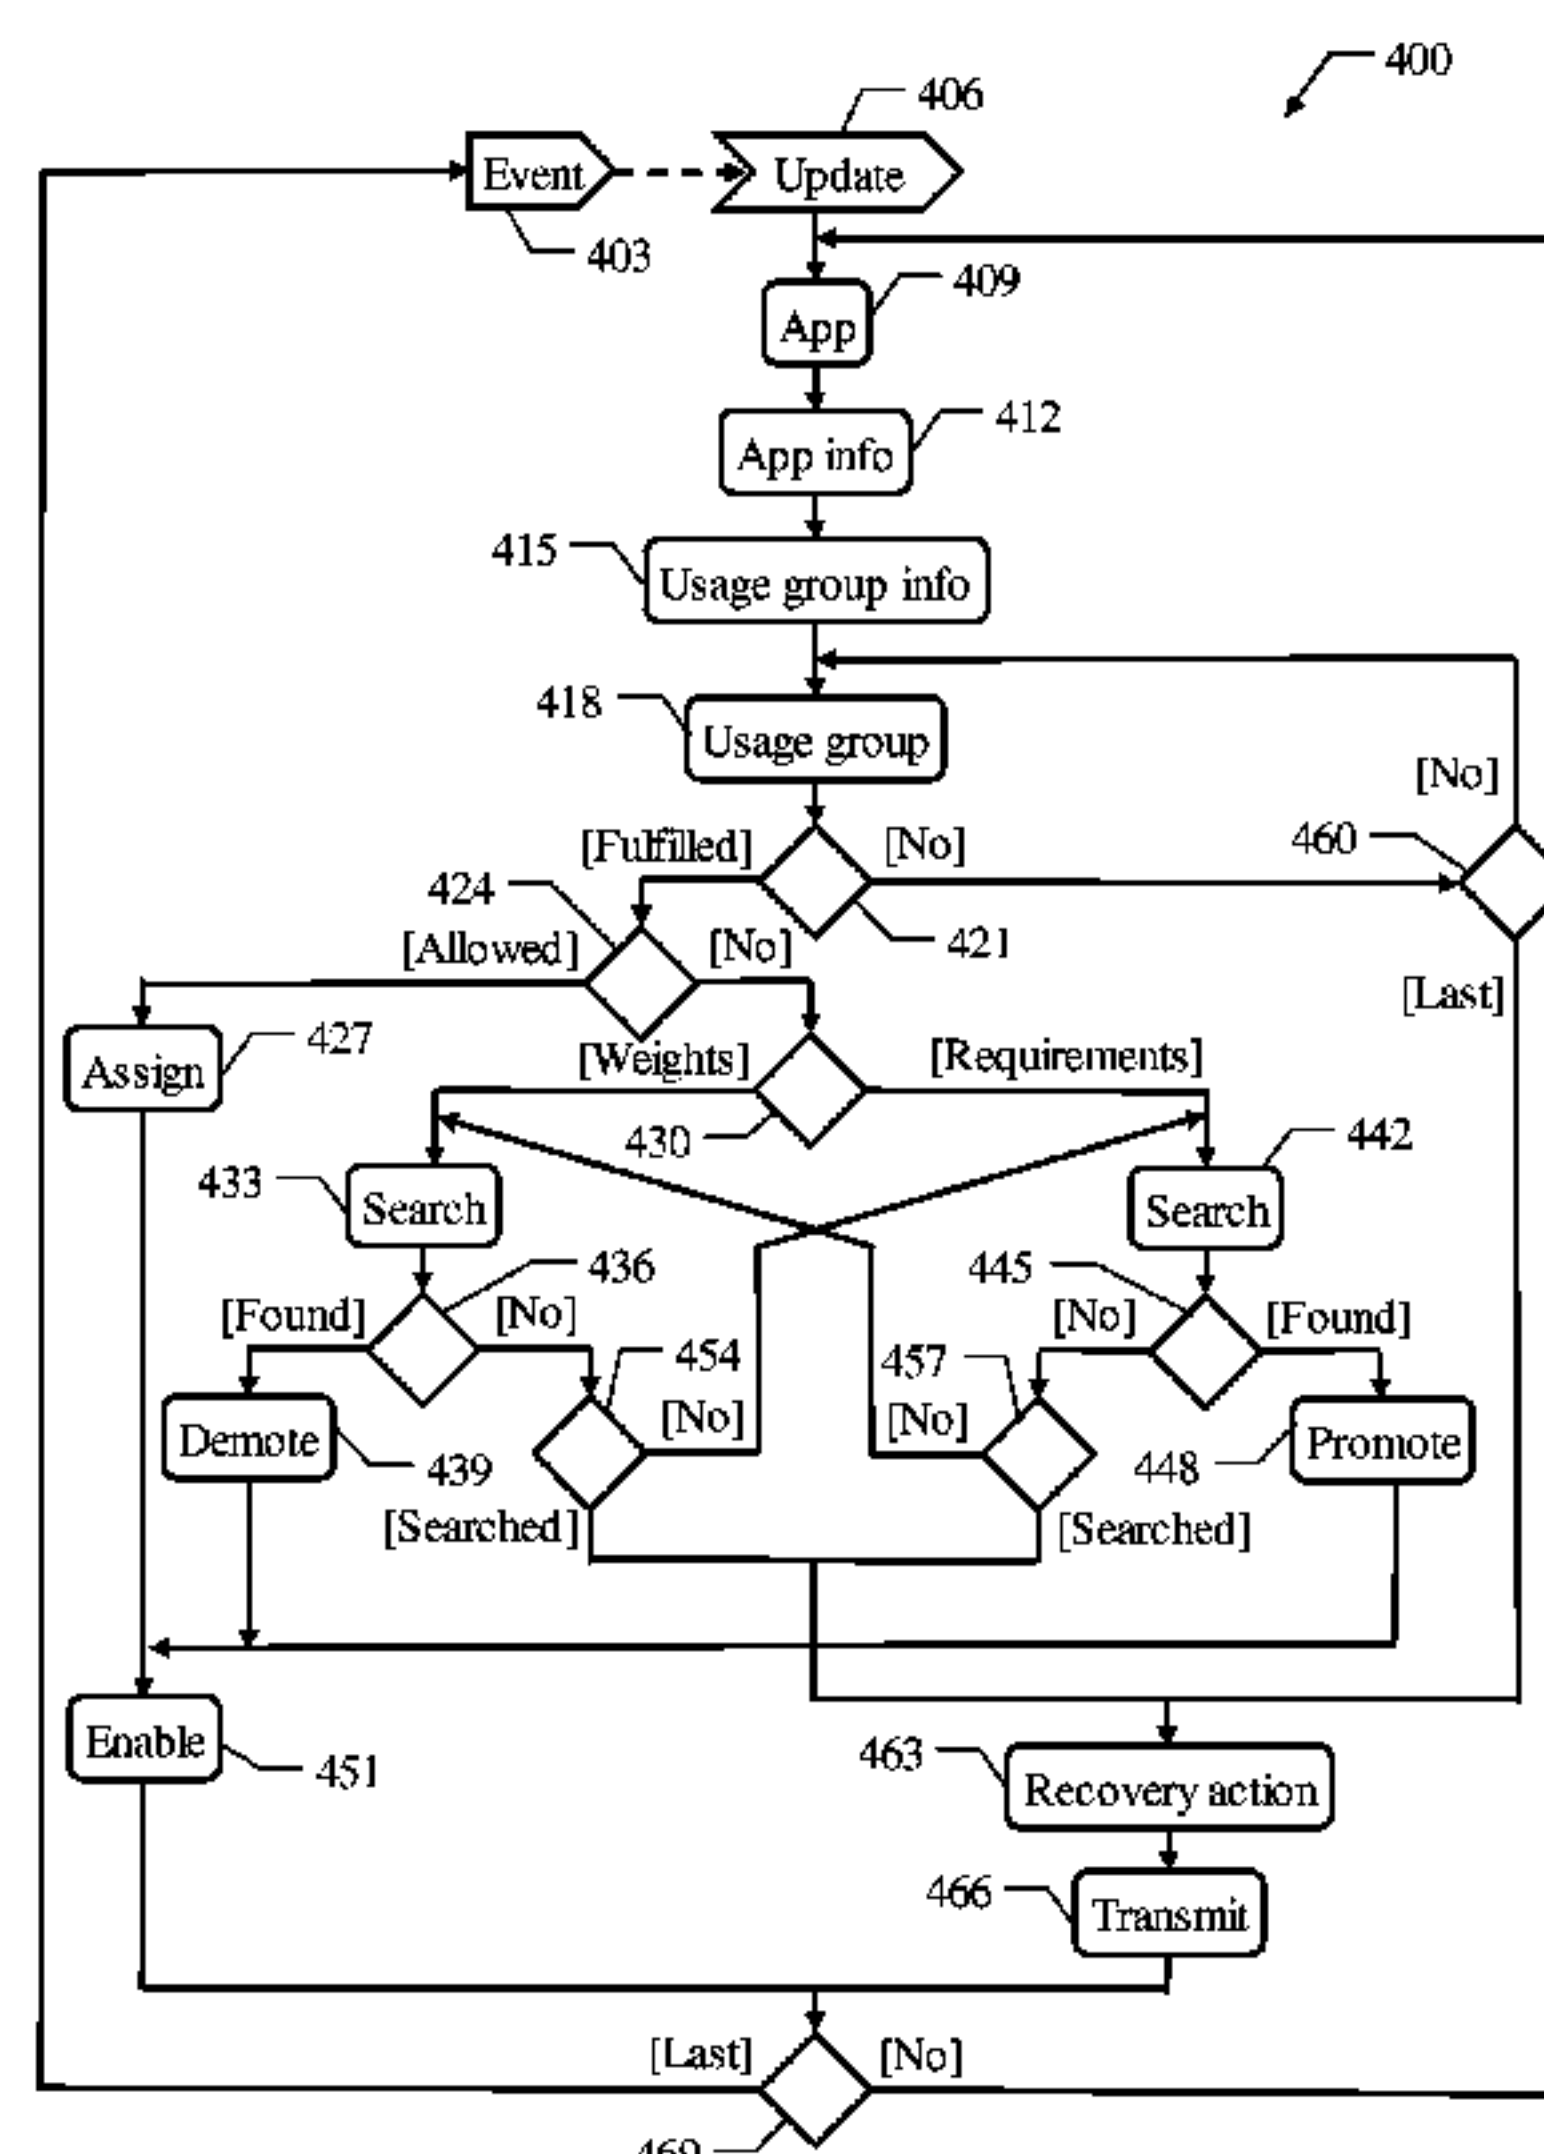 400
406
Event
Update
403
409
App
412
App info
415
Usage group info
418
Usage group
[No]
460
[Fulfilled]
[No]
424
421
[Allowed]
[No]
[Last]
427
Assign
[Weights]
[Requirements]
430
442
433
Search
Search
436
445
[Found]
[No]
[No]
[Found]
454
457
Demote
[No]
[No]
Promote
439
448
[Searched]
[Searched]
Enable
451
463
Recovery action
466
Transmit
[Last]
[No]
469